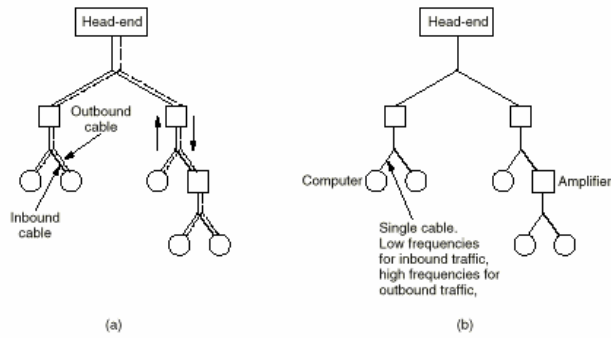 Head-end
Outbound
cable
Inbound
cable
(a)
Head-end
Computer
Amplifier
Single cable.
Low frequencies
for inbound traffic,
high frequencies for
outbound traffic,
(b)